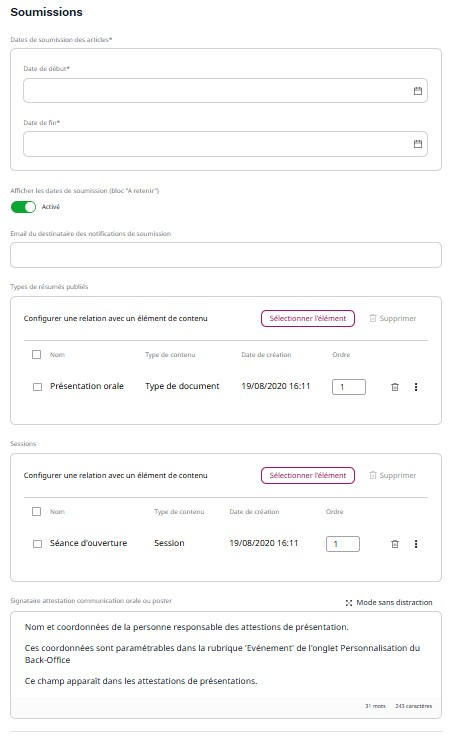 Soumissions
Dates de soumission des articles*
Date de début*
Date de fin*
Afficher les dates de soumission (bloc "A retenir")
Activé
Email du destinataire des notifications de soumission
Types de résumés publiés
Configurer une relation avec un élément de contenu Sélectionner l'élément Supprimer
Nom Type de contenu Date de création Ordre
Présentation orale Type de document 19/08/2020 16:11 1
Sessions
Configurer une relation avec un élément de contenu Sélectionner l'élément Supprimer
Nom Type de contenu Date de création Ordre
Séance d'ouverture Session 19/08/2020 16:11 1
Signataire attestation communication orale ou poster Mode sans distraction
Nom et coordonnées de la personne responsable des attestions de présentation.
Ces coordonnées sont paramétrables dans la rubrique 'Evénement' de l'onglet Personnalisation du
Back-Office
Ce champ apparaît dans les attestations de présentations.
31 mots 243 caractères